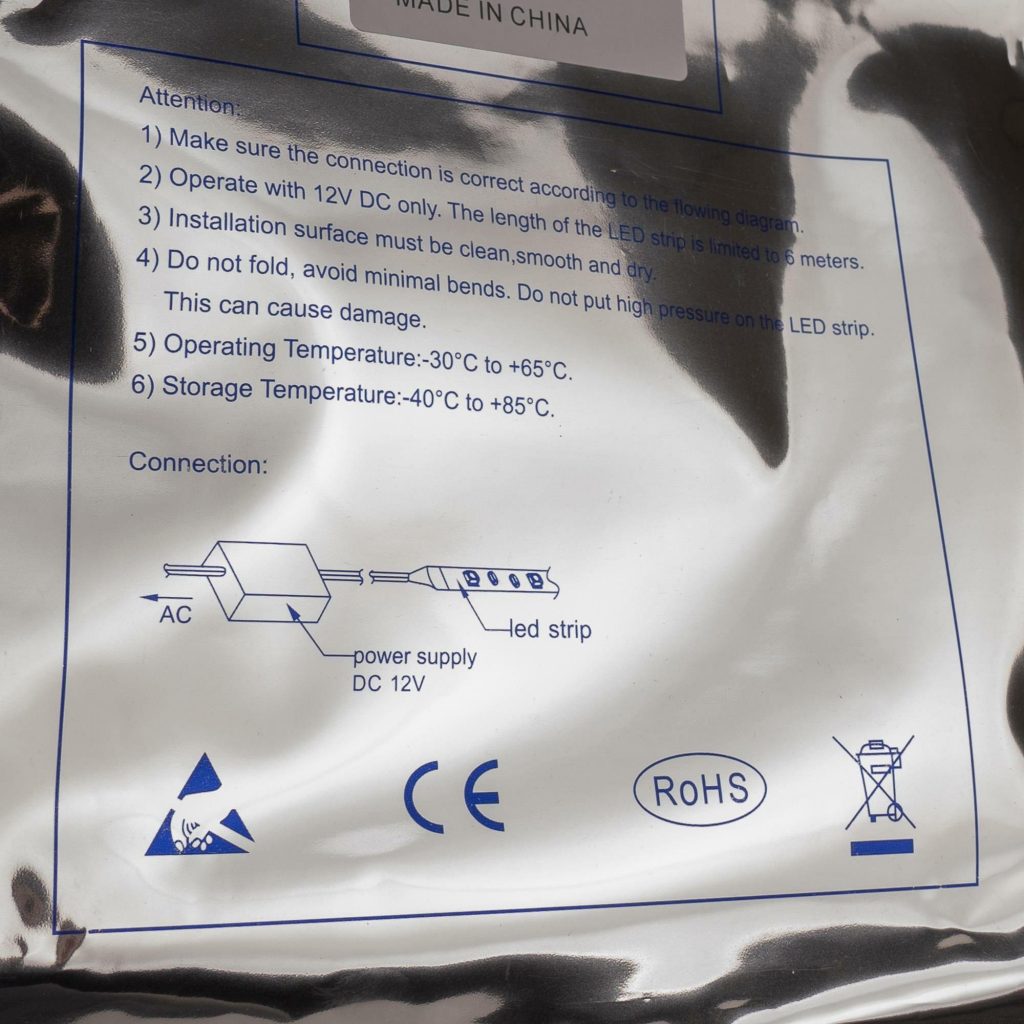 MADE IN CHINA
Attention:
1) Make sure the connection is correct according to the flowing diagram.
2) Operate with 12V DC only. The length of the LED strip is limited to 6 meters.
3) Installation surface must be clean,smooth and dry.
4) Do not fold, avoid minimal bends. Do not put high pressure on the LED strip.
This can cause damage.
5) Operating Temperature:-30°C to +65°C.
6) Storage Temperature:-40°C to +85°C.
Connection:
AC
led strip
power supply
DC 12V
CE
RoHS